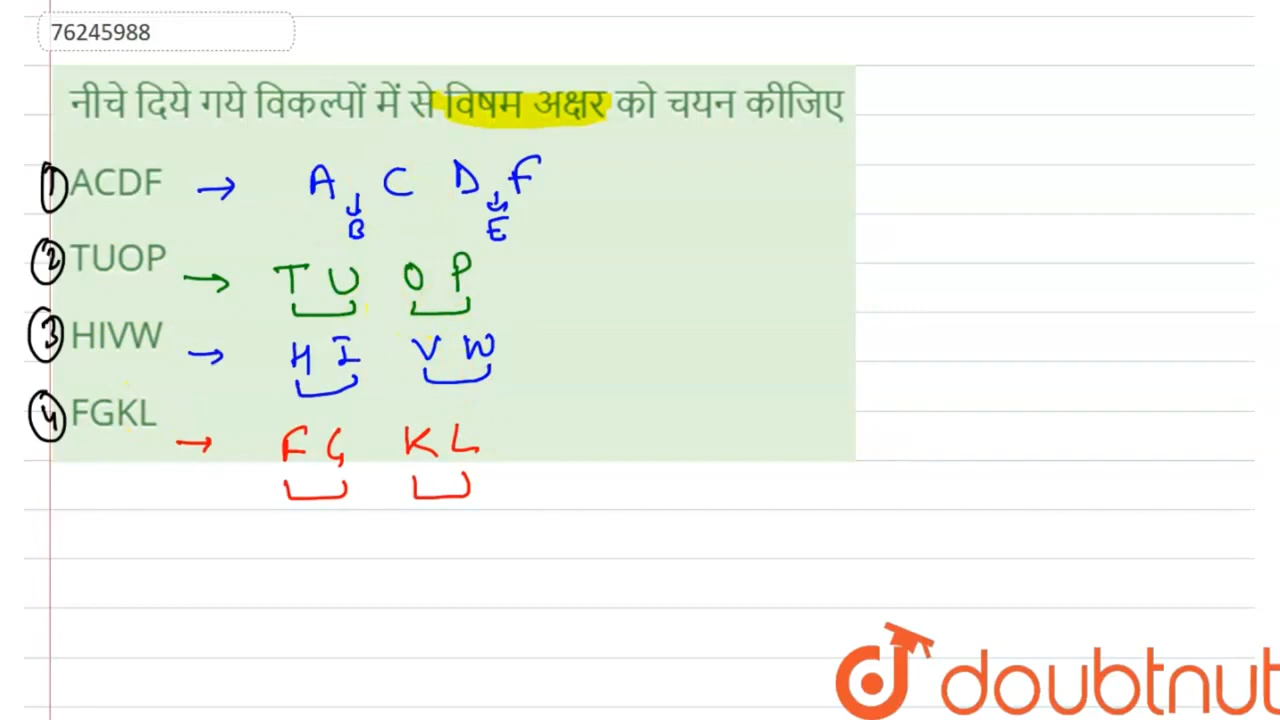 76245988
नीचे दिये गये विकल्पों में से विषम अक्षर को चयन कीजिए
① ACDF → A C D F
B E
② TUOP → T U O P
③ HIVW → H I V W
④ FGKL → F G K L
doubtnut